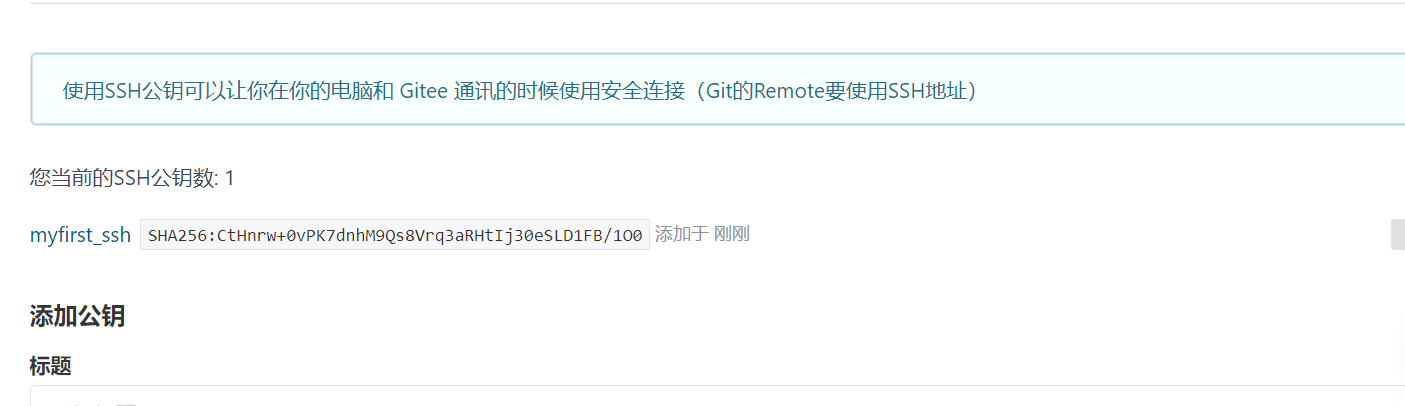 使用SSH公钥可以让你在你的电脑和 Gitee 通讯的时候使用安全连接（Git的Remote要使用SSH地址）
您当前的SSH公钥数: 1
myfirst_ssh SHA256:CtHnrw+0vPK7dnhM9Qs8Vrq3aRHtIj30eSLD1FB/1O0 添加于 刚刚
添加公钥
标题